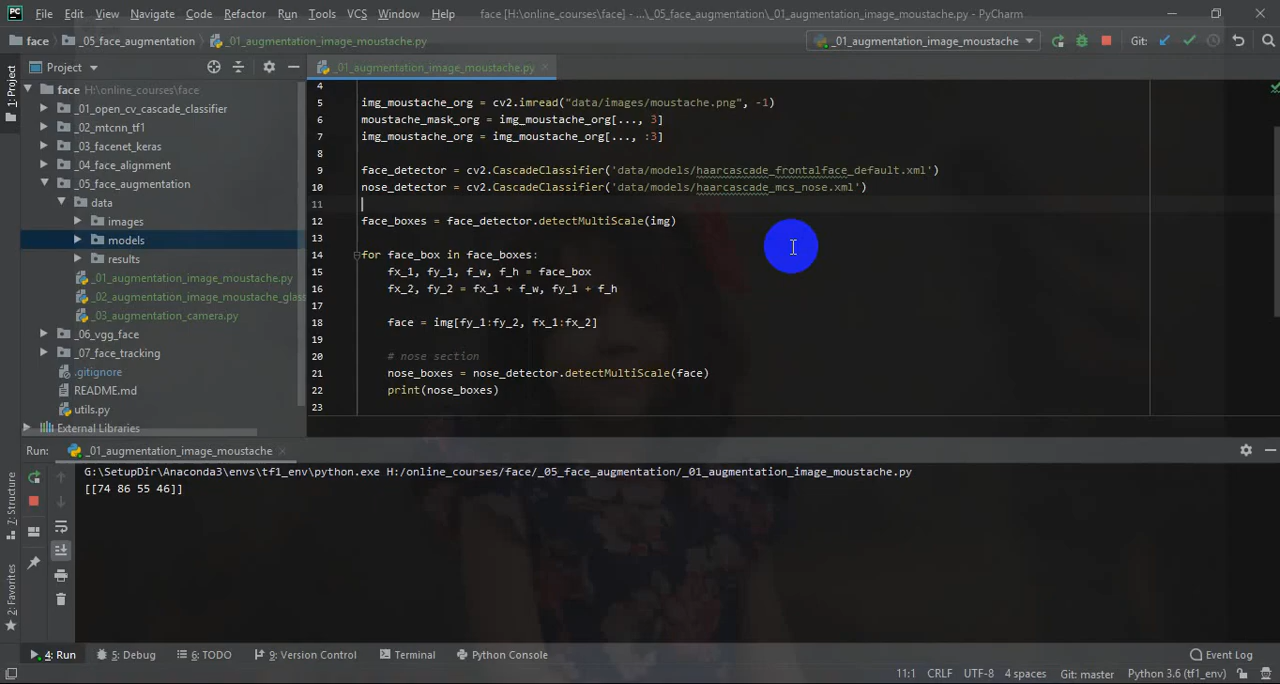 File Edit View Navigate Code Refactor Run Tools VCS Window Help face [H:\online_courses\face] - ...\_05_face_augmentation\_01_augmentation_image_moustache.py - PyCharm
face _05_face_augmentation _01_augmentation_image_moustache.py _01_augmentation_image_moustache Git:
1: Project Project _01_augmentation_image_moustache.py
face H:\online_courses\face
_01_open_cv_cascade_classifier
_02_mtcnn_tf1
_03_facenet_keras
_04_face_alignment
_05_face_augmentation
data
images
models
results
_01_augmentation_image_moustache.py
_02_augmentation_image_moustache_glass
_03_augmentation_camera.py
_06_vgg_face
_07_face_tracking
.gitignore
README.md
utils.py
External Libraries
4
5 img_moustache_org = cv2.imread("data/images/moustache.png", -1)
6 moustache_mask_org = img_moustache_org[..., 3]
7 img_moustache_org = img_moustache_org[..., :3]
8
9 face_detector = cv2.CascadeClassifier('data/models/haarcascade_frontalface_default.xml')
10 nose_detector = cv2.CascadeClassifier('data/models/haarcascade_mcs_nose.xml')
11
12 face_boxes = face_detector.detectMultiScale(img)
13
14 for face_box in face_boxes:
15 fx_1, fy_1, f_w, f_h = face_box
16 fx_2, fy_2 = fx_1 + f_w, fy_1 + f_h
17
18 face = img[fy_1:fy_2, fx_1:fx_2]
19
20 # nose section
21 nose_boxes = nose_detector.detectMultiScale(face)
22 print(nose_boxes)
23
Run: _01_augmentation_image_moustache
G:\SetupDir\Anaconda3\envs\tf1_env\python.exe H:/online_courses/face/_05_face_augmentation/_01_augmentation_image_moustache.py
[[74 86 55 46]]
7: Structure
2: Favorites
4: Run 5: Debug 6: TODO 9: Version Control Terminal Python Console Event Log
11:1 CRLF UTF-8 4 spaces Git: master Python 3.6 (tf1_env)